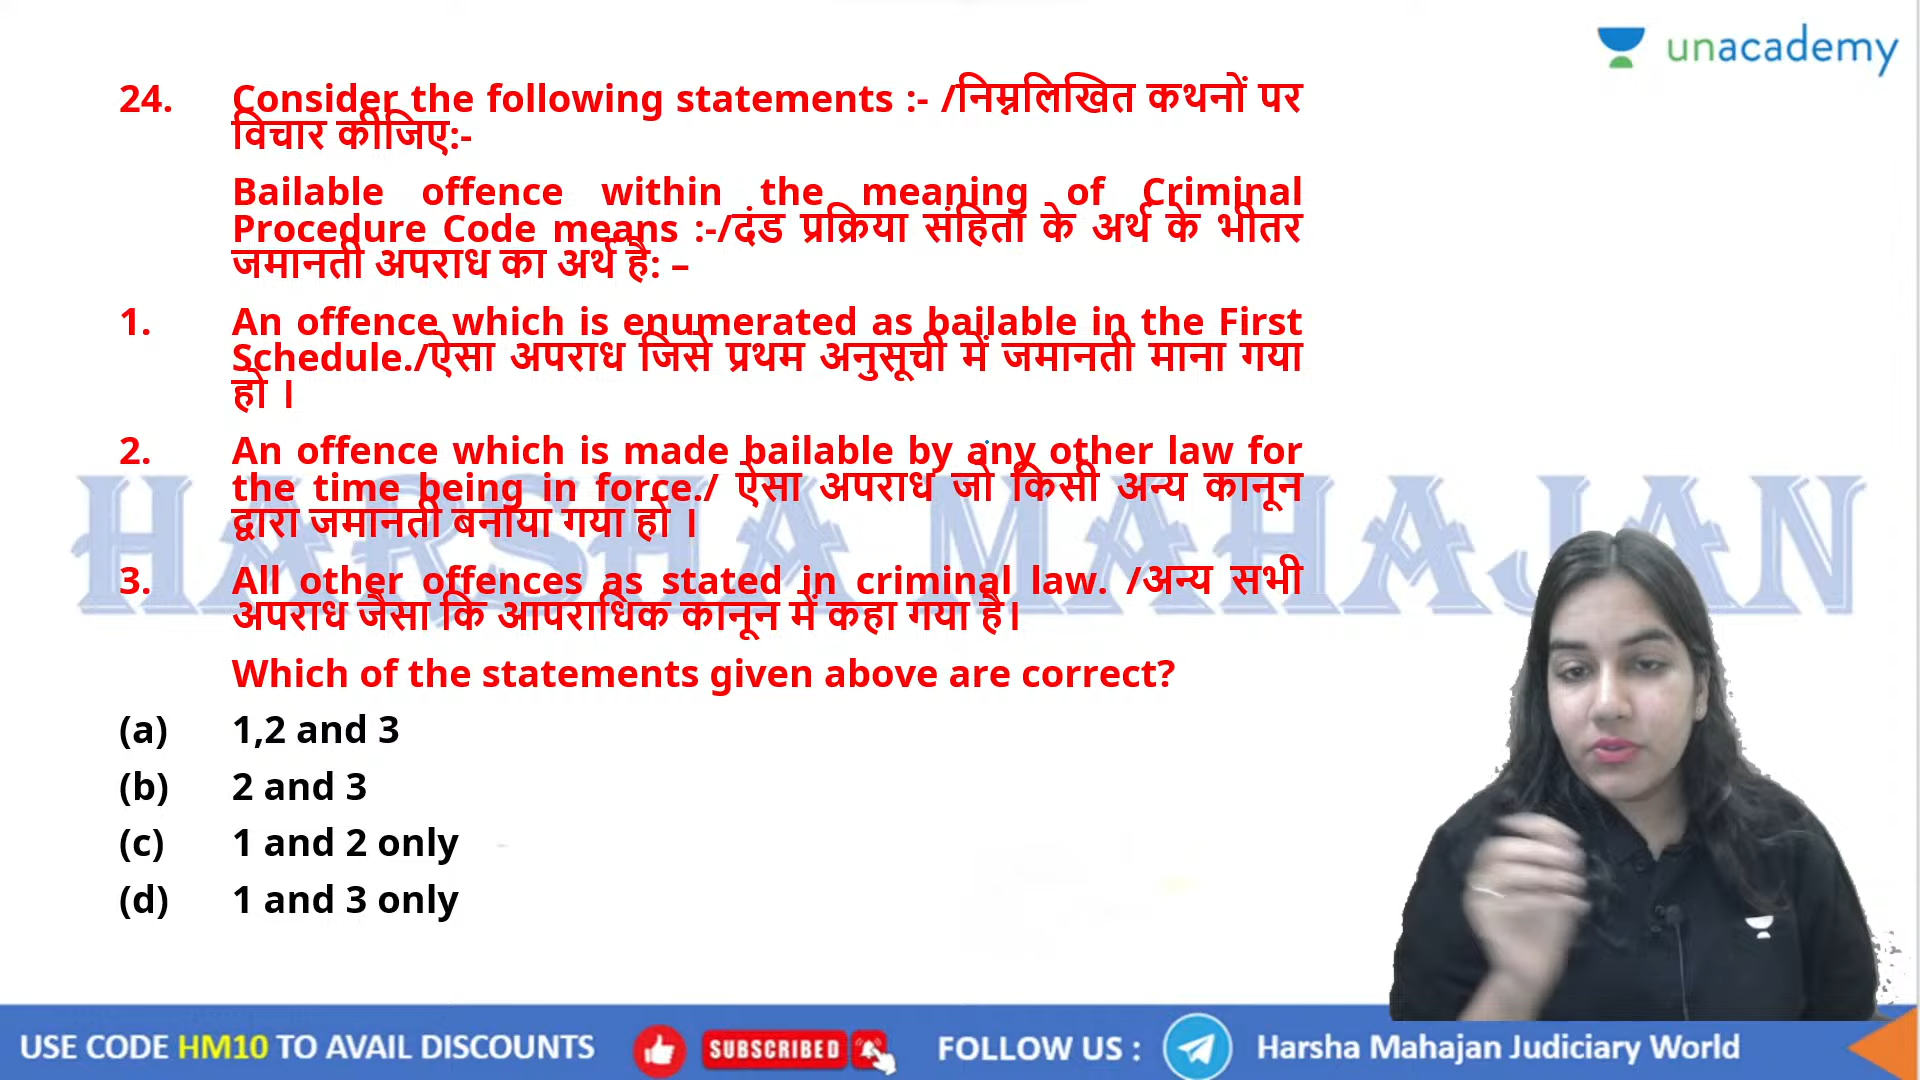 unacademy
24. Consider the following statements :- /निम्नलिखित कथनों पर
विचार कीजिए:-
Bailable offence within the meaning of Criminal
Procedure Code means :-/दंड प्रक्रिया संहिता के अर्थ के भीतर
जमानती अपराध का अर्थ है: –
1. An offence which is enumerated as bailable in the First
Schedule./ऐसा अपराध जिसे प्रथम अनुसूची में जमानती माना गया
हो ।
2. An offence which is made bailable by any other law for
the time being in force./ ऐसा अपराध जो किसी अन्य कानून
द्वारा जमानती बनाया गया हो ।
HARSHA MAHAJAN
3. All other offences as stated in criminal law. /अन्य सभी
अपराध जैसा कि आपराधिक कानून में कहा गया है।
Which of the statements given above are correct?
(a) 1,2 and 3
(b) 2 and 3
(c) 1 and 2 only
(d) 1 and 3 only
USE CODE HM10 TO AVAIL DISCOUNTS SUBSCRIBED FOLLOW US : Harsha Mahajan Judiciary World